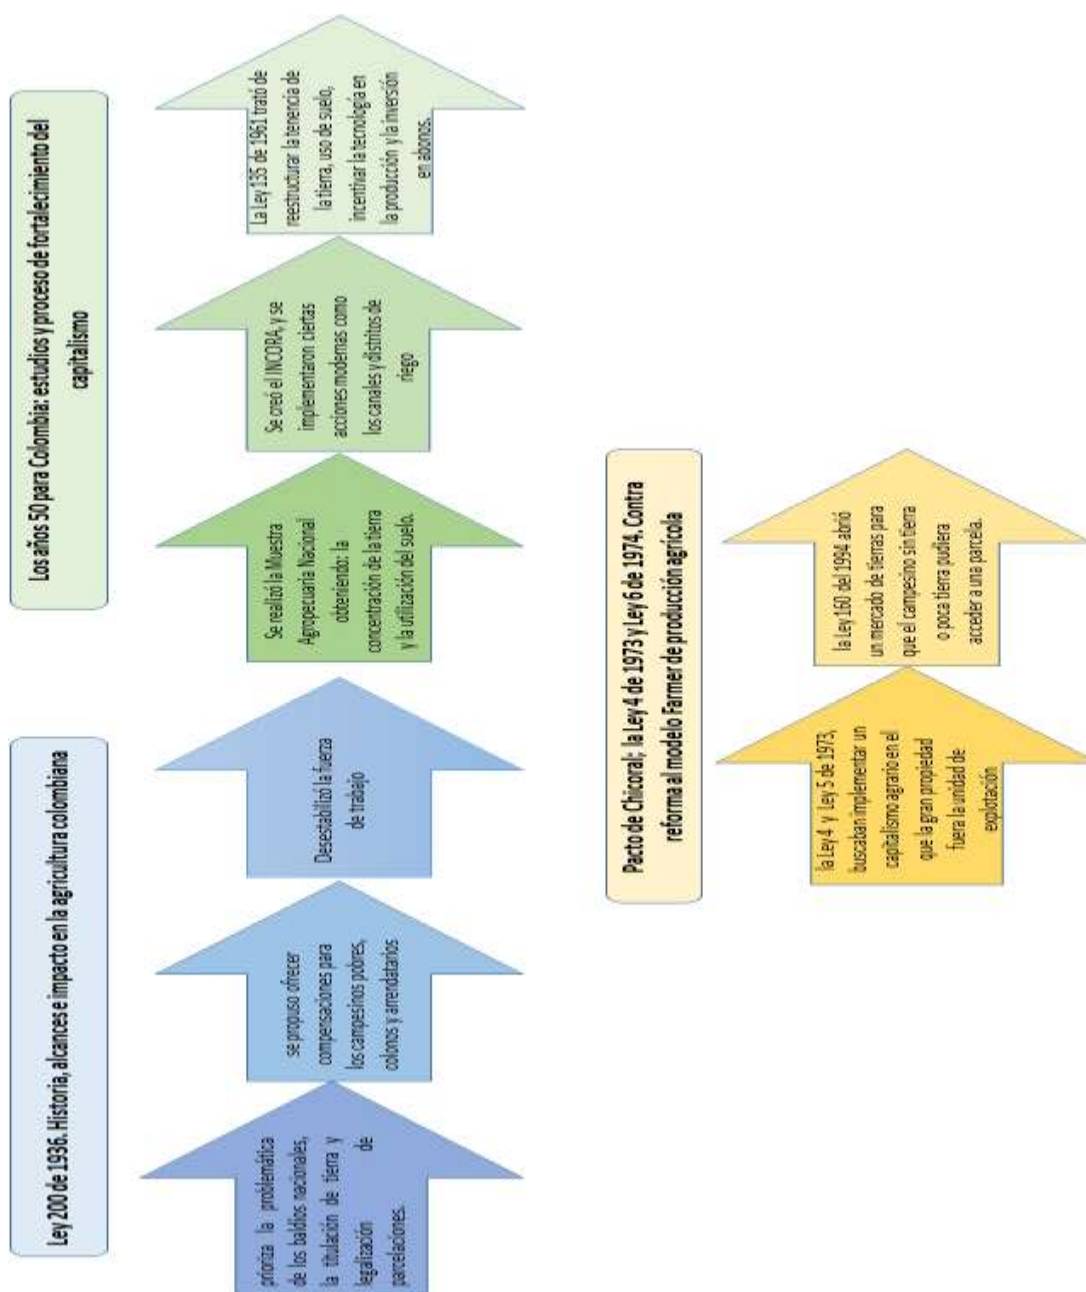 Ley 200 de 1936. Historia, alcances e impacto en la agricultura colombiana
prioriza la problemática
de los baldíos nacionales,
la titulación de tierra y
legalización de
parcelaciones.
se propuso ofrecer
compensaciones para
los campesinos pobres,
colonos y arrendatarios
Desestabilizó la fuerza
de trabajo
Los años 50 para Colombia: estudios y proceso de fortalecimiento del
capitalismo
Se realizó la Muestra
Agropecuaria Nacional
obteniendo: la
concentración de la tierra
y la utilización del suelo.
Se creó el INCORA, y se
implementaron ciertas
acciones modernas como
los canales y distritos de
riego
La Ley 135 de 1961 trató de
reestructurar la tenencia de
la tierra, uso de suelo,
incentivar la tecnología en
la producción y la inversión
en abonos.
Pacto de Chicoral; la Ley 4 de 1973 y Ley 6 de 1974. Contra
reforma al modelo Farmer de producción agrícola
la Ley 4 y Ley 5 de 1973,
buscaban implementar un
capitalismo agrario en el
que la gran propiedad
fuera la unidad de
explotación
la Ley 160 del 1994 abrió
un mercado de tierras para
que el campesino sin tierra
o poca tierra pudiera
acceder a una parcela.